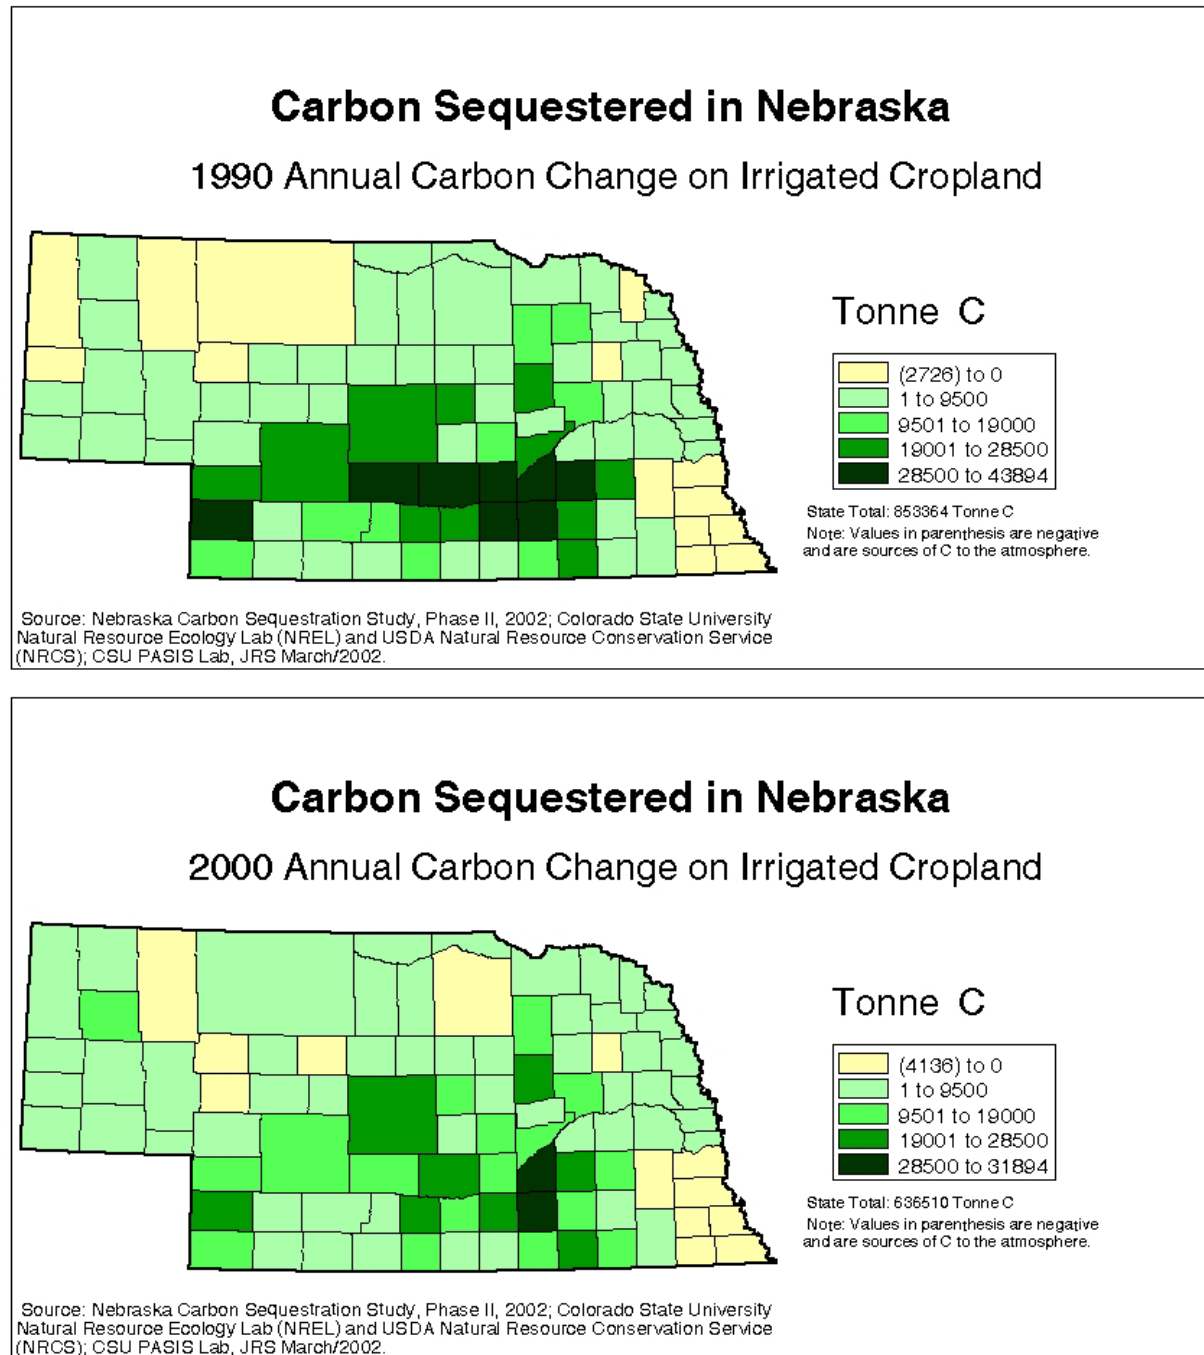 Carbon Sequestered in Nebraska
1990 Annual Carbon Change on Irrigated Cropland
Tonne C
(2726) to 0
1 to 9500
9501 to 19000
19001 to 28500
28500 to 43894
State Total: 853364 Tonne C
Note: Values in parenthesis are negative
and are sources of C to the atmosphere.
Source: Nebraska Carbon Sequestration Study, Phase II, 2002; Colorado State University
Natural Resource Ecology Lab (NREL) and USDA Natural Resource Conservation Service
(NRCS); CSU PASIS Lab, JRS March/2002.
Carbon Sequestered in Nebraska
2000 Annual Carbon Change on Irrigated Cropland
Tonne C
(4136) to 0
1 to 9500
9501 to 19000
19001 to 28500
28500 to 31894
State Total: 636510 Tonne C
Note: Values in parenthesis are negative
and are sources of C to the atmosphere.
Source: Nebraska Carbon Sequestration Study, Phase II, 2002; Colorado State University
Natural Resource Ecology Lab (NREL) and USDA Natural Resource Conservation Service
(NRCS); CSU PASIS Lab, JRS March/2002.